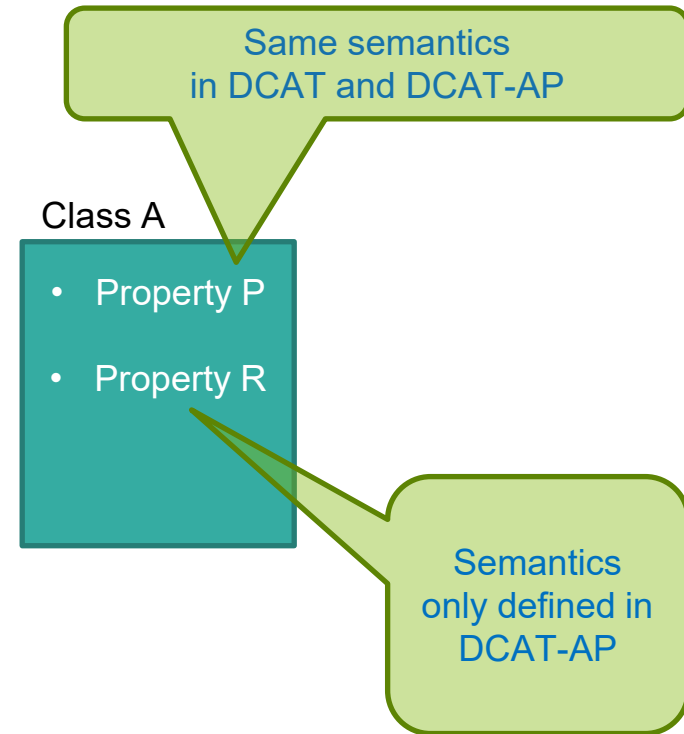 Same semantics
in DCAT and DCAT-AP
Class A
• Property P
• Property R
Semantics
only defined in
DCAT-AP